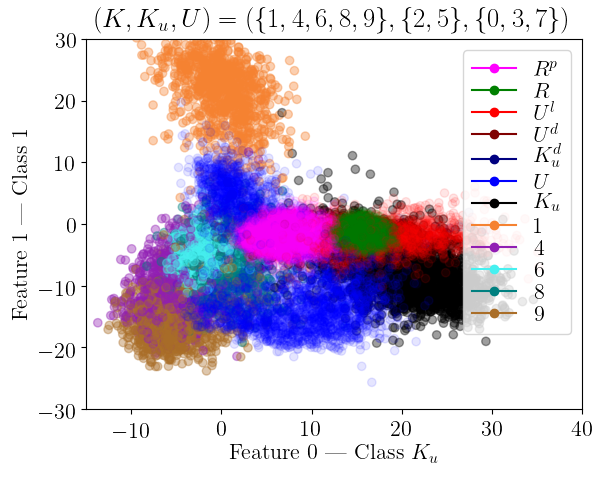 (K, K_u, U) = ({1, 4, 6, 8, 9}, {2, 5}, {0, 3, 7})
30
20
10
0
−10
−20
−30
Feature 1 — Class 1
R^p
R
U^l
U^d
K_u^d
U
K_u
1
4
6
8
9
−10
0
10
20
30
40
Feature 0 — Class K_u